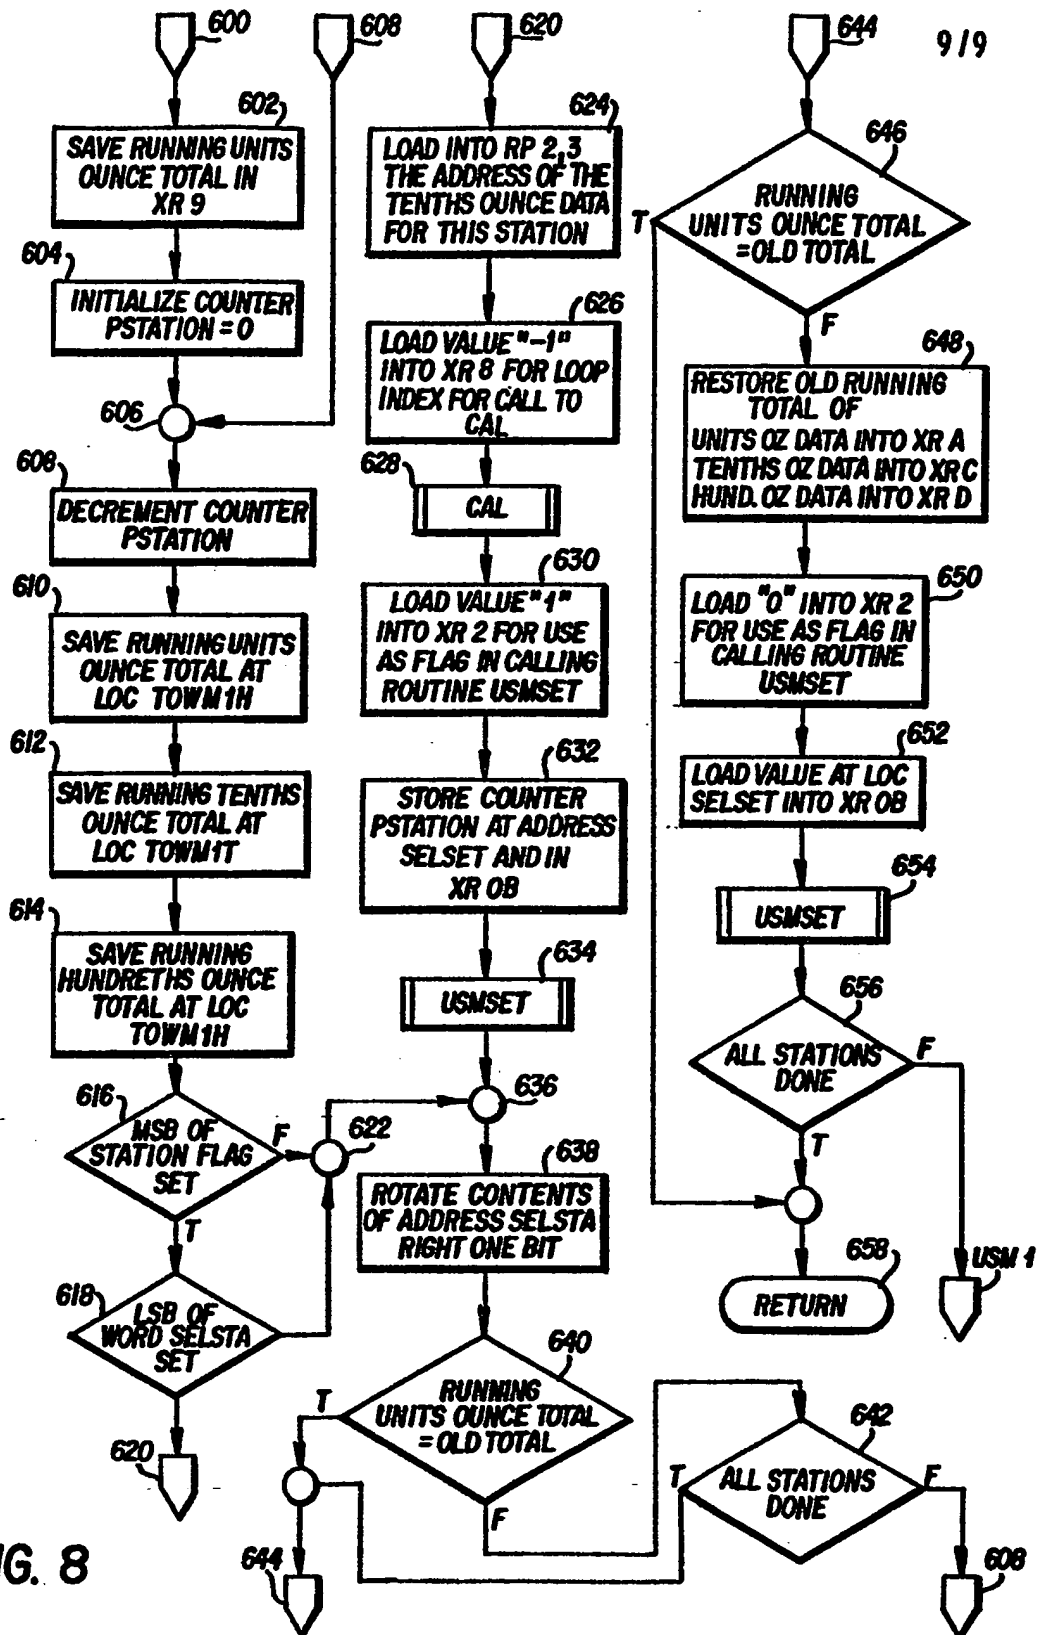 600
602
SAVE RUNNING UNITS
OUNCE TOTAL IN
XR 9
604
INITIALIZE COUNTER
PSTATION = 0
606
608
608
DECREMENT COUNTER
PSTATION
610
SAVE RUNNING UNITS
OUNCE TOTAL AT
LOC TOWM1H
612
SAVE RUNNING TENTHS
OUNCE TOTAL AT
LOC TOWM1T
614
SAVE RUNNING
HUNDRETHS OUNCE
TOTAL AT LOC
TOWM1H
616
MSB OF
STATION FLAG
SET
F
622
T
618
LSB OF
WORD SELSTA
SET
620
620
624
LOAD INTO RP 2,3
THE ADDRESS OF THE
TENTHS OUNCE DATA
FOR THIS STATION
626
LOAD VALUE "-1"
INTO XR 8 FOR LOOP
INDEX FOR CALL TO
CAL
628
CAL
630
LOAD VALUE "1"
INTO XR 2 FOR USE
AS FLAG IN CALLING
ROUTINE USMSET
632
STORE COUNTER
PSTATION AT ADDRESS
SELSET AND IN
XR OB
634
USMSET
636
638
ROTATE CONTENTS
OF ADDRESS SELSTA
RIGHT ONE BIT
640
T
RUNNING
UNITS OUNCE TOTAL
= OLD TOTAL
F
644
642
T
ALL STATIONS
DONE
F
608
644
9/9
646
T
RUNNING
UNITS OUNCE TOTAL
=OLD TOTAL
F
648
RESTORE OLD RUNNING
TOTAL OF
UNITS OZ DATA INTO XR A
TENTHS OZ DATA INTO XR C
HUND. OZ DATA INTO XR D
650
LOAD "0" INTO XR 2
FOR USE AS FLAG IN
CALLING ROUTINE
USMSET
652
LOAD VALUE AT LOC
SELSET INTO XR OB
654
USMSET
656
ALL STATIONS
DONE
F
T
658
RETURN
USM 1
IG. 8